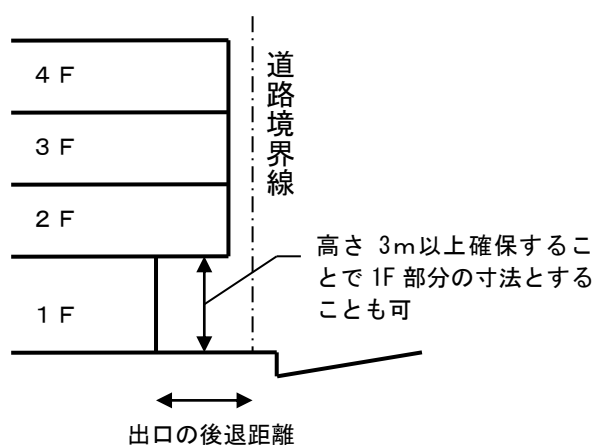 ４Ｆ
道路境界線
３Ｆ
２Ｆ
高さ 3ｍ以上確保するこ
とで 1F 部分の寸法とする
ことも可
１Ｆ
出口の後退距離